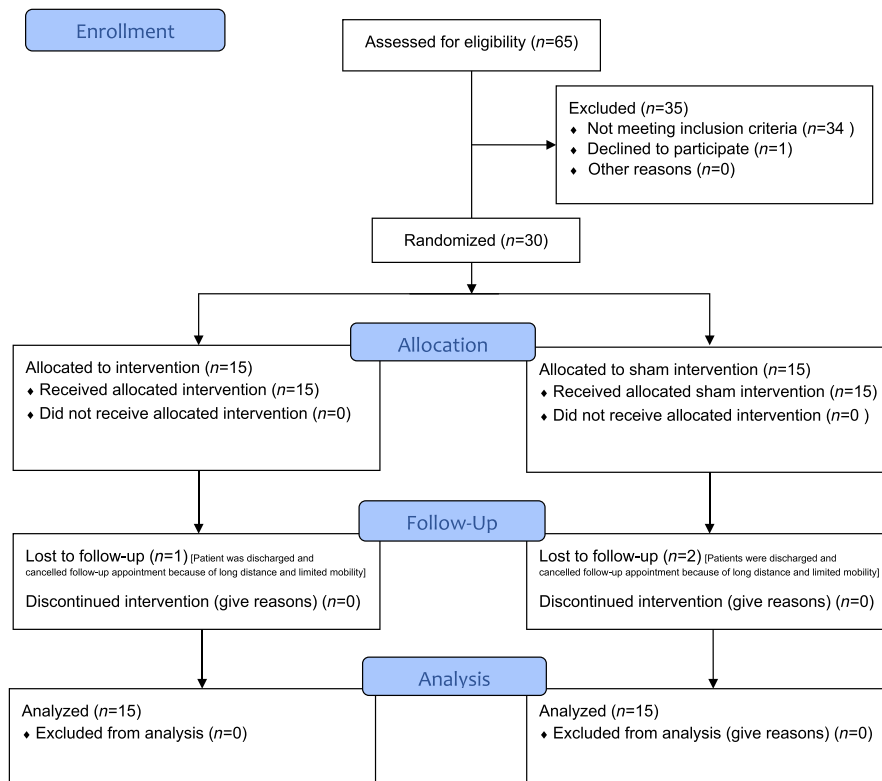 Enrollment
Assessed for eligibility (n=65)
Excluded (n=35)
♦ Not meeting inclusion criteria (n=34 )
♦ Declined to participate (n=1)
♦ Other reasons (n=0)
Randomized (n=30)
Allocation
Allocated to intervention (n=15)
♦ Received allocated intervention (n=15)
♦ Did not receive allocated intervention (n=0)
Allocated to sham intervention (n=15)
♦ Received allocated sham intervention (n=15)
♦ Did not receive allocated intervention (n=0 )
Follow-Up
Lost to follow-up (n=1) [Patient was discharged and
cancelled follow-up appointment because of long distance and limited mobility]
Discontinued intervention (give reasons) (n=0)
Lost to follow-up (n=2) [Patients were discharged and
cancelled follow-up appointment because of long distance and limited mobility]
Discontinued intervention (give reasons) (n=0)
Analysis
Analyzed (n=15)
♦ Excluded from analysis (n=0)
Analyzed (n=15)
♦ Excluded from analysis (give reasons) (n=0)